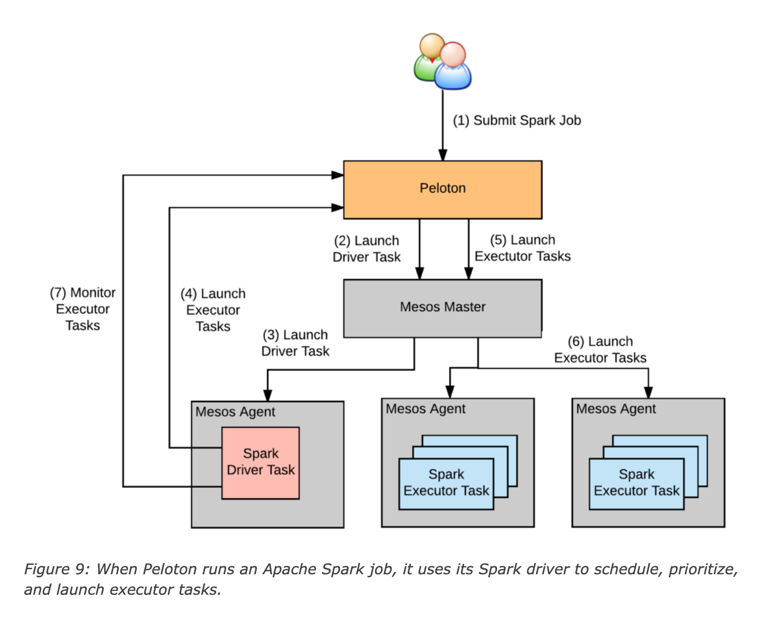 (1) Submit Spark Job
Peloton
(2) Launch
Driver Task
(5) Launch
Exectutor Tasks
(7) Monitor
Executor
Tasks
(4) Launch
Executor
Tasks
Mesos Master
(3) Launch
Driver Task
(6) Launch
Executor Tasks
Mesos Agent
Spark
Driver Task
Mesos Agent
Spark
Executor Task
Mesos Agent
Spark
Executor Task
Figure 9: When Peloton runs an Apache Spark job, it uses its Spark driver to schedule, prioritize,
and launch executor tasks.